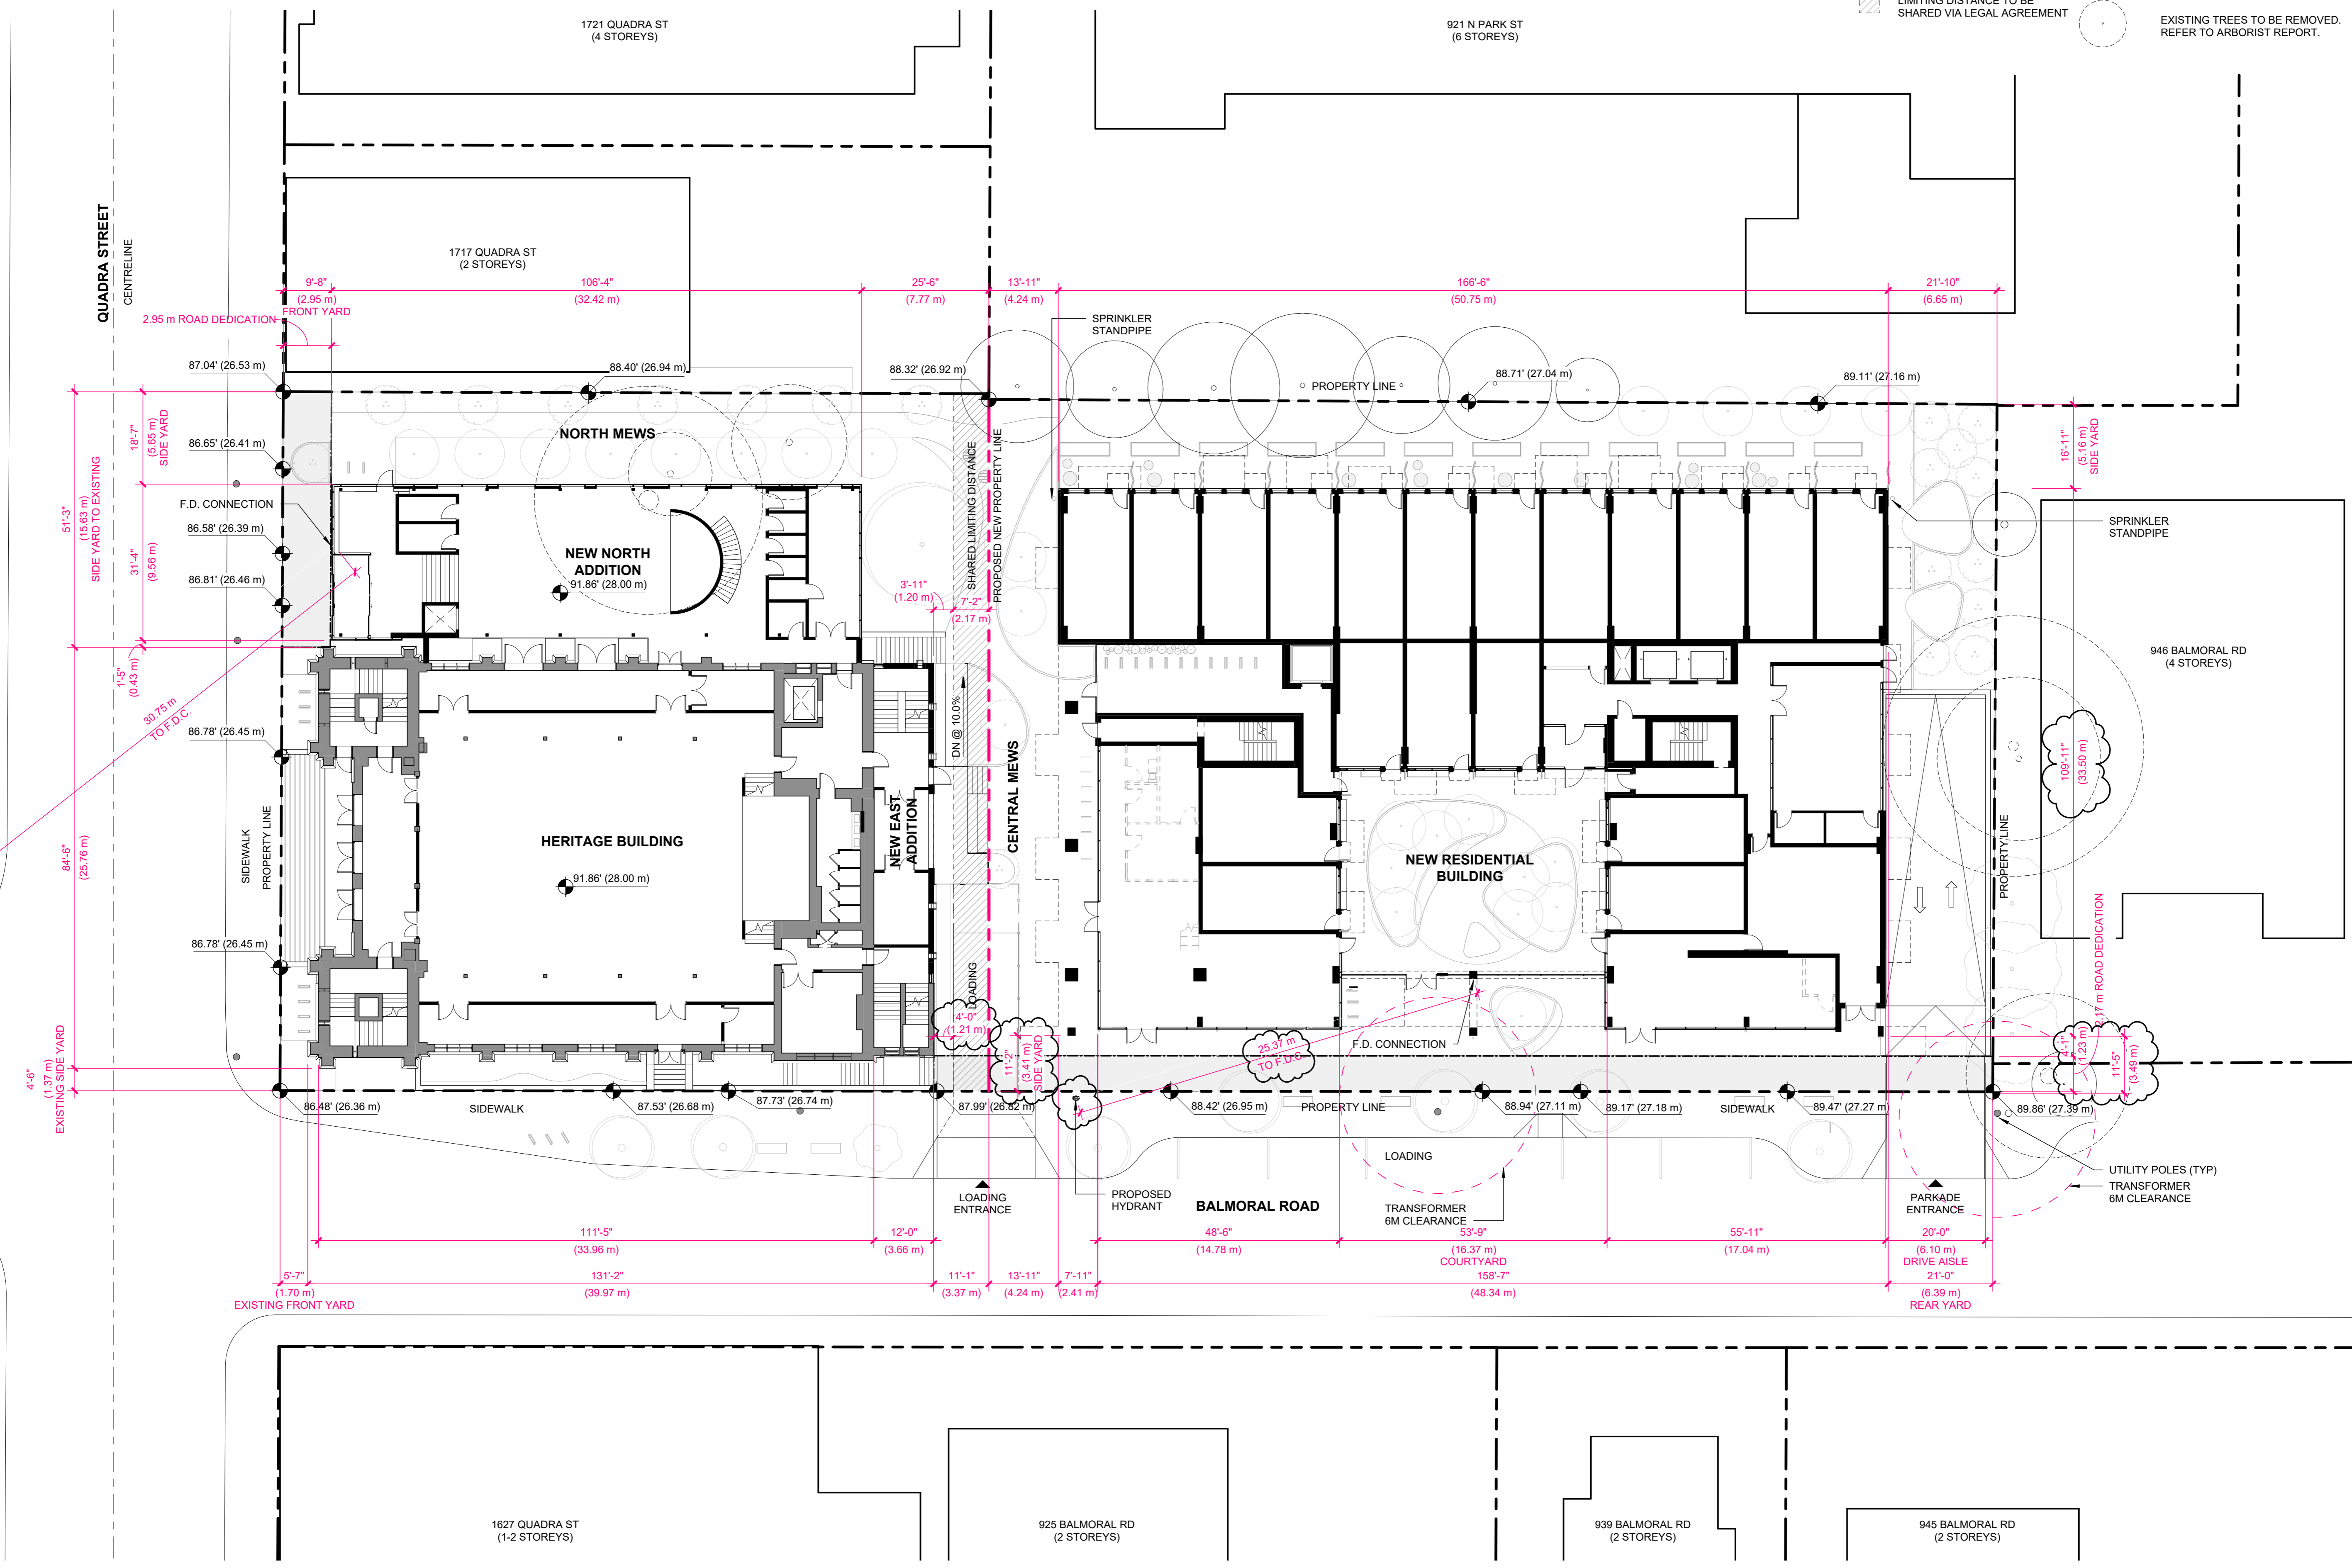 LIMITING DISTANCE TO BE
SHARED VIA LEGAL AGREEMENT
EXISTING TREES TO BE REMOVED.
REFER TO ARBORIST REPORT.
1721 QUADRA ST
(4 STOREYS)
921 N PARK ST
(6 STOREYS)
QUADRA STREET
CENTRELINE
1717 QUADRA ST
(2 STOREYS)
9'-8"
(2.95 m)
FRONT YARD
106'-4"
(32.42 m)
25'-6"
(7.77 m)
13'-11"
(4.24 m)
166'-6"
(50.75 m)
21'-10"
(6.65 m)
2.95 m ROAD DEDICATION
SPRINKLER
STANDPIPE
87.04' (26.53 m)
88.40' (26.94 m)
88.32' (26.92 m)
PROPERTY LINE
88.71' (27.04 m)
89.11' (27.16 m)
18'-7"
(5.65 m)
SIDE YARD
NORTH MEWS
86.65' (26.41 m)
16'-11"
(5.16 m)
SIDE YARD
51'-3"
(15.63 m)
SIDE YARD TO EXISTING
F.D. CONNECTION
86.58' (26.39 m)
31'-4"
(9.56 m)
NEW NORTH
ADDITION
91.86' (28.00 m)
86.81' (26.46 m)
SHARED LIMITING DISTANCE
PROPOSED NEW PROPERTY LINE
3'-11"
(1.20 m)
7'-2"
(2.17 m)
SPRINKLER
STANDPIPE
946 BALMORAL RD
(4 STOREYS)
1'-5"
(0.43 m)
30.75 m
TO F.D.C.
86.78' (26.45 m)
DN @ 10.0%
CENTRAL MEWS
109'-11"
(33.50 m)
84'-6"
(25.76 m)
SIDEWALK
PROPERTY LINE
HERITAGE BUILDING
91.86' (28.00 m)
NEW EAST
ADDITION
NEW RESIDENTIAL
BUILDING
PROPERTY LINE
86.78' (26.45 m)
LOADING
2.17 m ROAD DEDICATION
4'-0"
(1.21 m)
11'-2"
(3.41 m)
SIDE YARD
25.37 m
TO F.D.C.
F.D. CONNECTION
4'-1"
(1.23 m)
11'-5"
(3.49 m)
4'-6"
(1.37 m)
EXISTING SIDE YARD
86.48' (26.36 m)
SIDEWALK
87.53' (26.68 m)
87.73' (26.74 m)
87.99' (26.82 m)
88.42' (26.95 m)
PROPERTY LINE
88.94' (27.11 m)
89.17' (27.18 m)
SIDEWALK
89.47' (27.27 m)
89.86' (27.39 m)
LOADING
UTILITY POLES (TYP)
TRANSFORMER
6M CLEARANCE
LOADING
ENTRANCE
PROPOSED
HYDRANT
BALMORAL ROAD
TRANSFORMER
6M CLEARANCE
PARKADE
ENTRANCE
111'-5"
(33.96 m)
12'-0"
(3.66 m)
48'-6"
(14.78 m)
53'-9"
(16.37 m)
COURTYARD
55'-11"
(17.04 m)
20'-0"
(6.10 m)
DRIVE AISLE
5'-7"
(1.70 m)
EXISTING FRONT YARD
131'-2"
(39.97 m)
11'-1"
(3.37 m)
13'-11"
(4.24 m)
7'-11"
(2.41 m)
158'-7"
(48.34 m)
21'-0"
(6.39 m)
REAR YARD
1627 QUADRA ST
(1-2 STOREYS)
925 BALMORAL RD
(2 STOREYS)
939 BALMORAL RD
(2 STOREYS)
945 BALMORAL RD
(2 STOREYS)